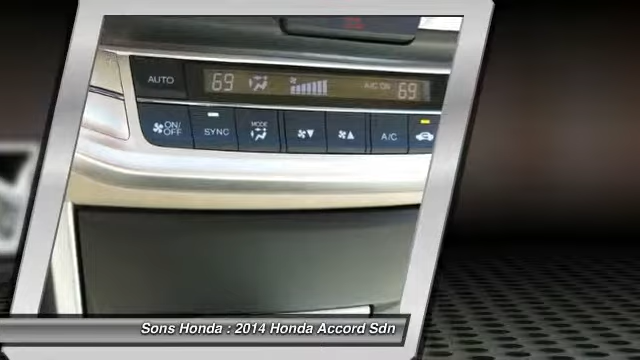 AUTO 69 A/C ON 69
ON/OFF SYNC MODE A/C
Sons Honda : 2014 Honda Accord Sdn